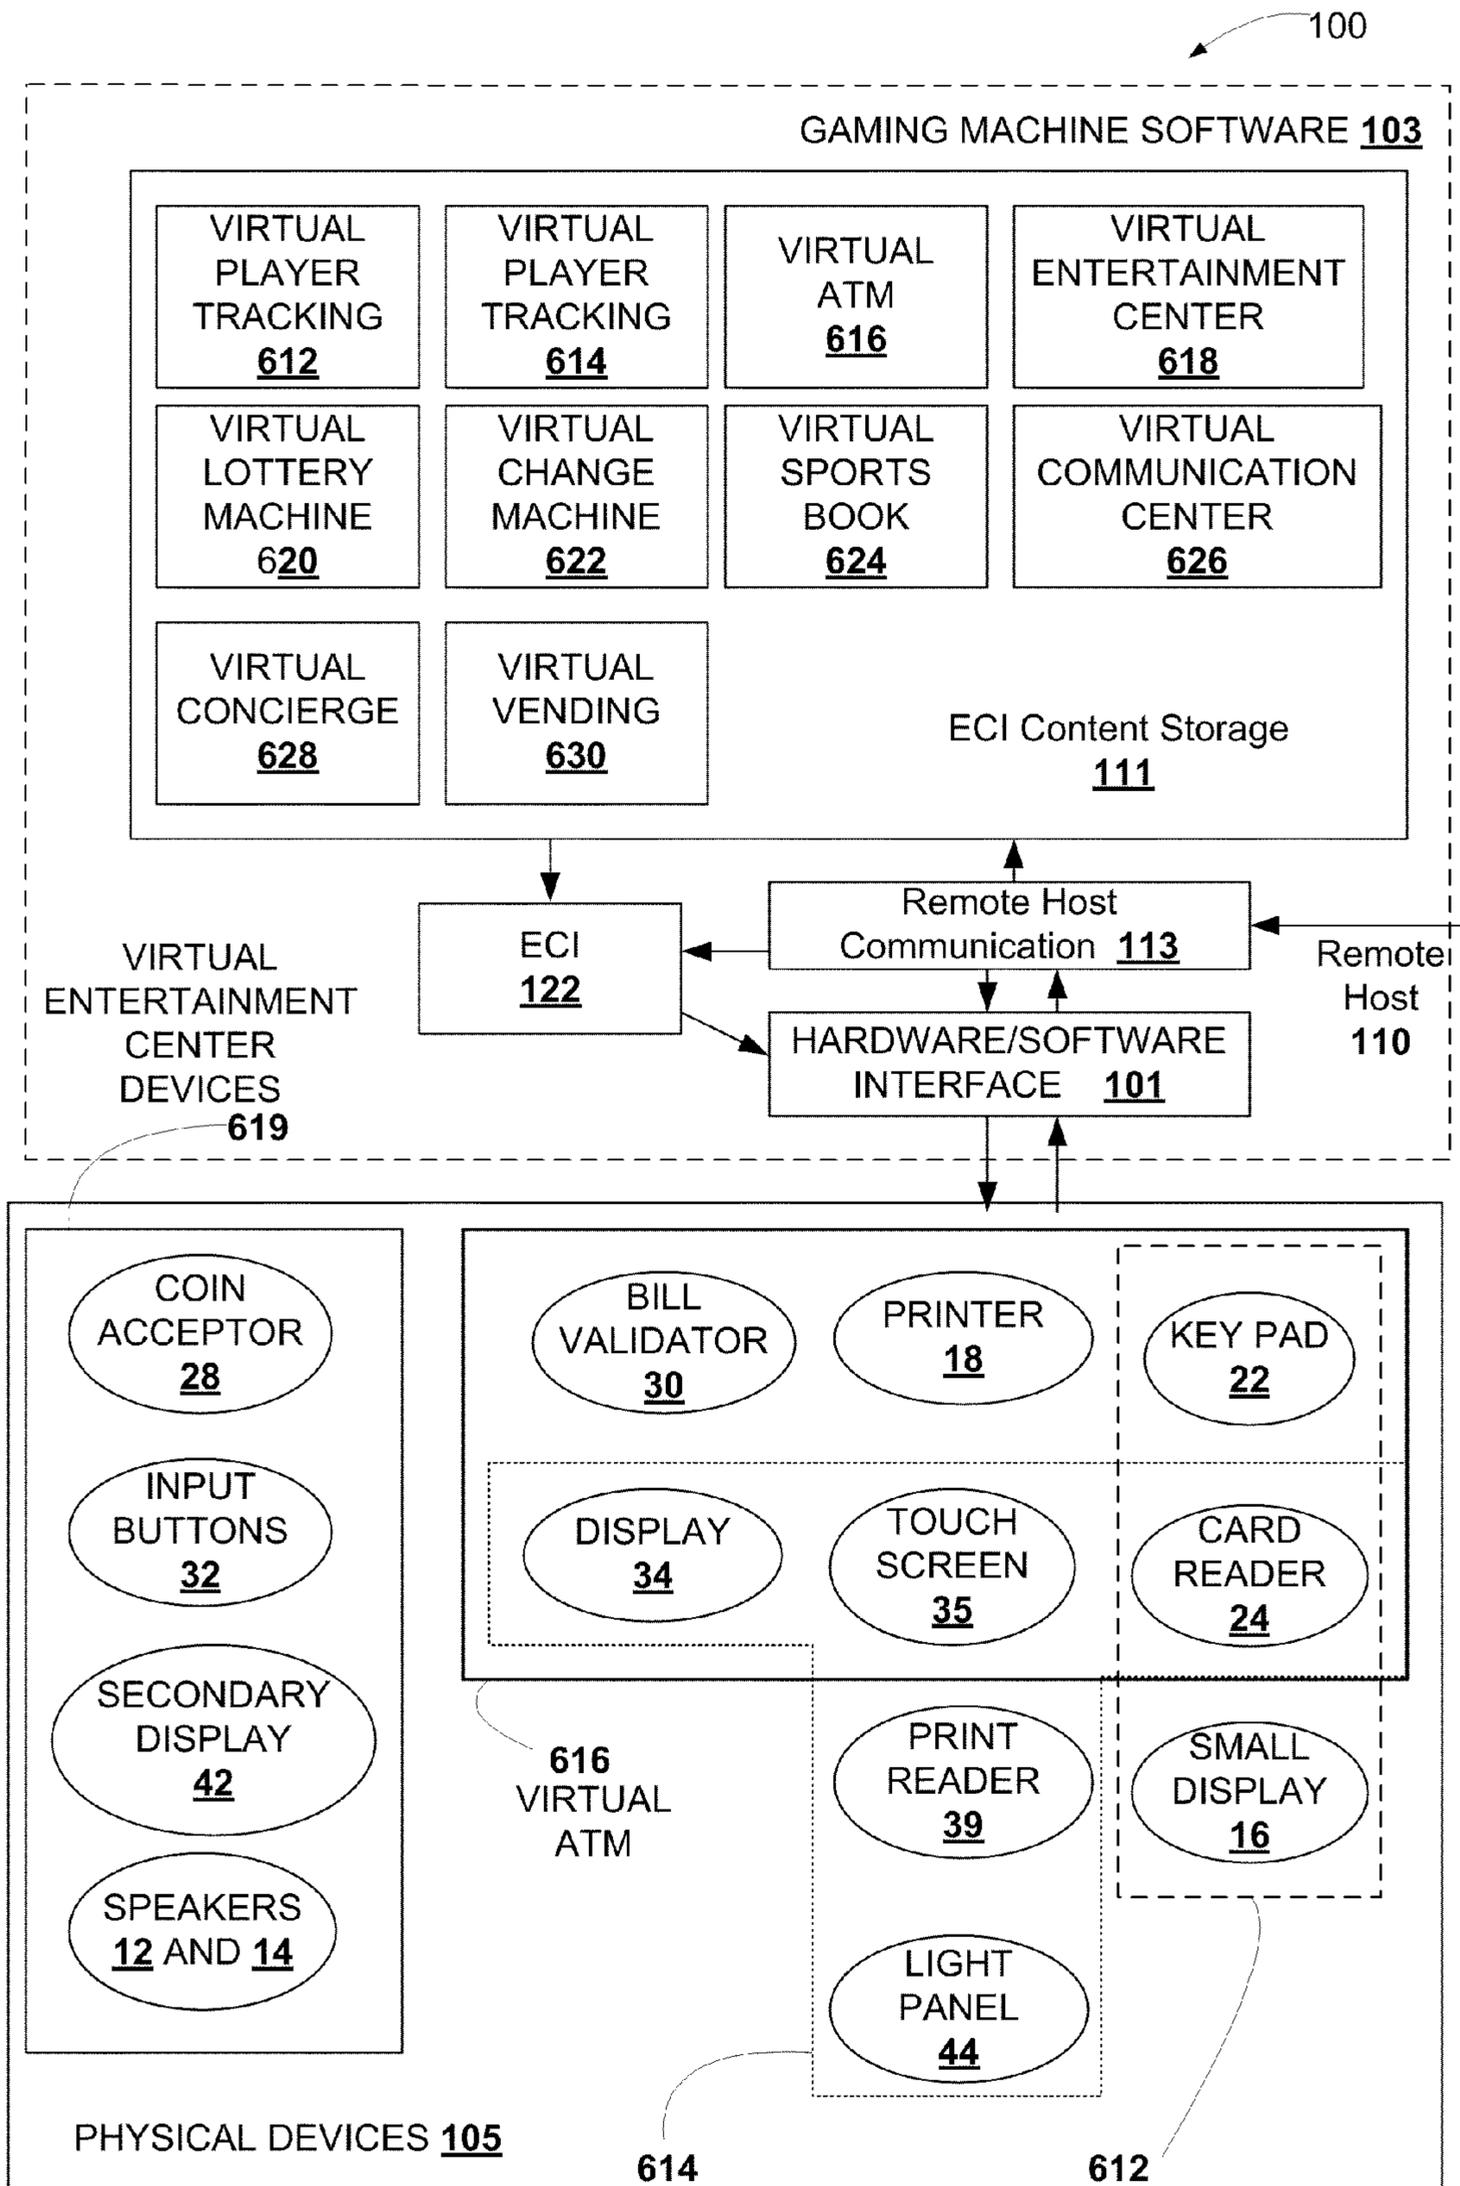 100
GAMING MACHINE SOFTWARE 103
VIRTUAL
PLAYER
TRACKING
612
VIRTUAL
PLAYER
TRACKING
614
VIRTUAL
ATM
616
VIRTUAL
ENTERTAINMENT
CENTER
618
VIRTUAL
LOTTERY
MACHINE
620
VIRTUAL
CHANGE
MACHINE
622
VIRTUAL
SPORTS
BOOK
624
VIRTUAL
COMMUNICATION
CENTER
626
VIRTUAL
CONCIERGE
628
VIRTUAL
VENDING
630
ECI Content Storage
111
ECI
122
Remote Host
Communication 113
Remote
Host
110
HARDWARE/SOFTWARE
INTERFACE 101
VIRTUAL
ENTERTAINMENT
CENTER
DEVICES
619
COIN
ACCEPTOR
28
INPUT
BUTTONS
32
SECONDARY
DISPLAY
42
SPEAKERS
12 AND 14
BILL
VALIDATOR
30
PRINTER
18
KEY PAD
22
DISPLAY
34
TOUCH
SCREEN
35
CARD
READER
24
616
VIRTUAL
ATM
PRINT
READER
39
SMALL
DISPLAY
16
LIGHT
PANEL
44
PHYSICAL DEVICES 105
614
612